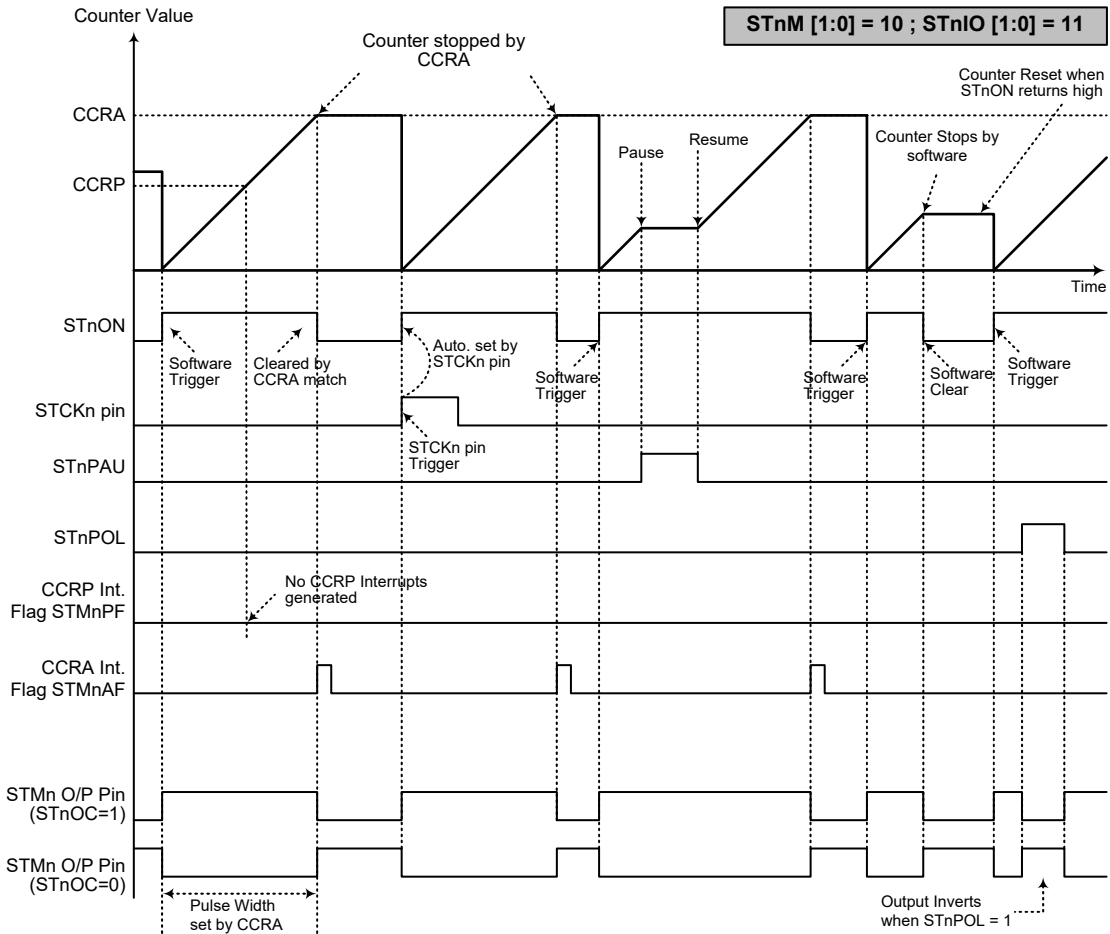 Counter Value
STnM [1:0] = 10 ; STnIO [1:0] = 11
Counter stopped by
CCRA
Counter Reset when
STnON returns high
CCRA
Pause
Resume
Counter Stops by
software
CCRP
Time
STnON
Software
Trigger
Cleared by
CCRA match
Auto. set by
STCKn pin
Software
Trigger
Software
Trigger
Software
Clear
Software
Trigger
STCKn pin
STCKn pin
Trigger
STnPAU
STnPOL
CCRP Int.
Flag STMnPF
No CCRP Interrupts
generated
CCRA Int.
Flag STMnAF
STMn O/P Pin
(STnOC=1)
STMn O/P Pin
(STnOC=0)
Pulse Width
set by CCRA
Output Inverts
when STnPOL = 1